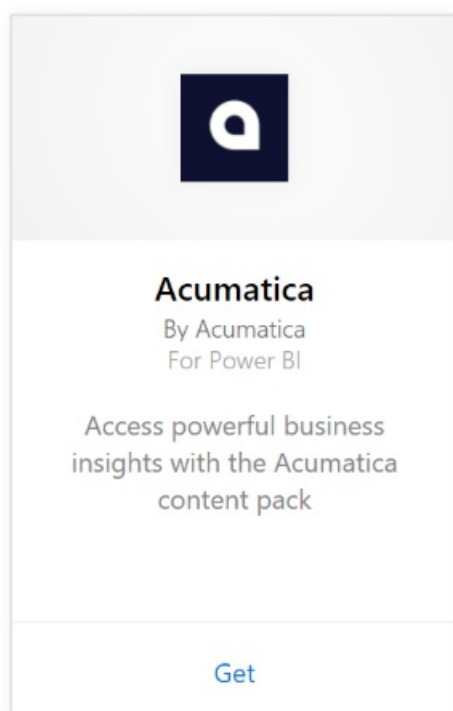 Acumatica
By Acumatica
For Power BI
Access powerful business
insights with the Acumatica
content pack
Get